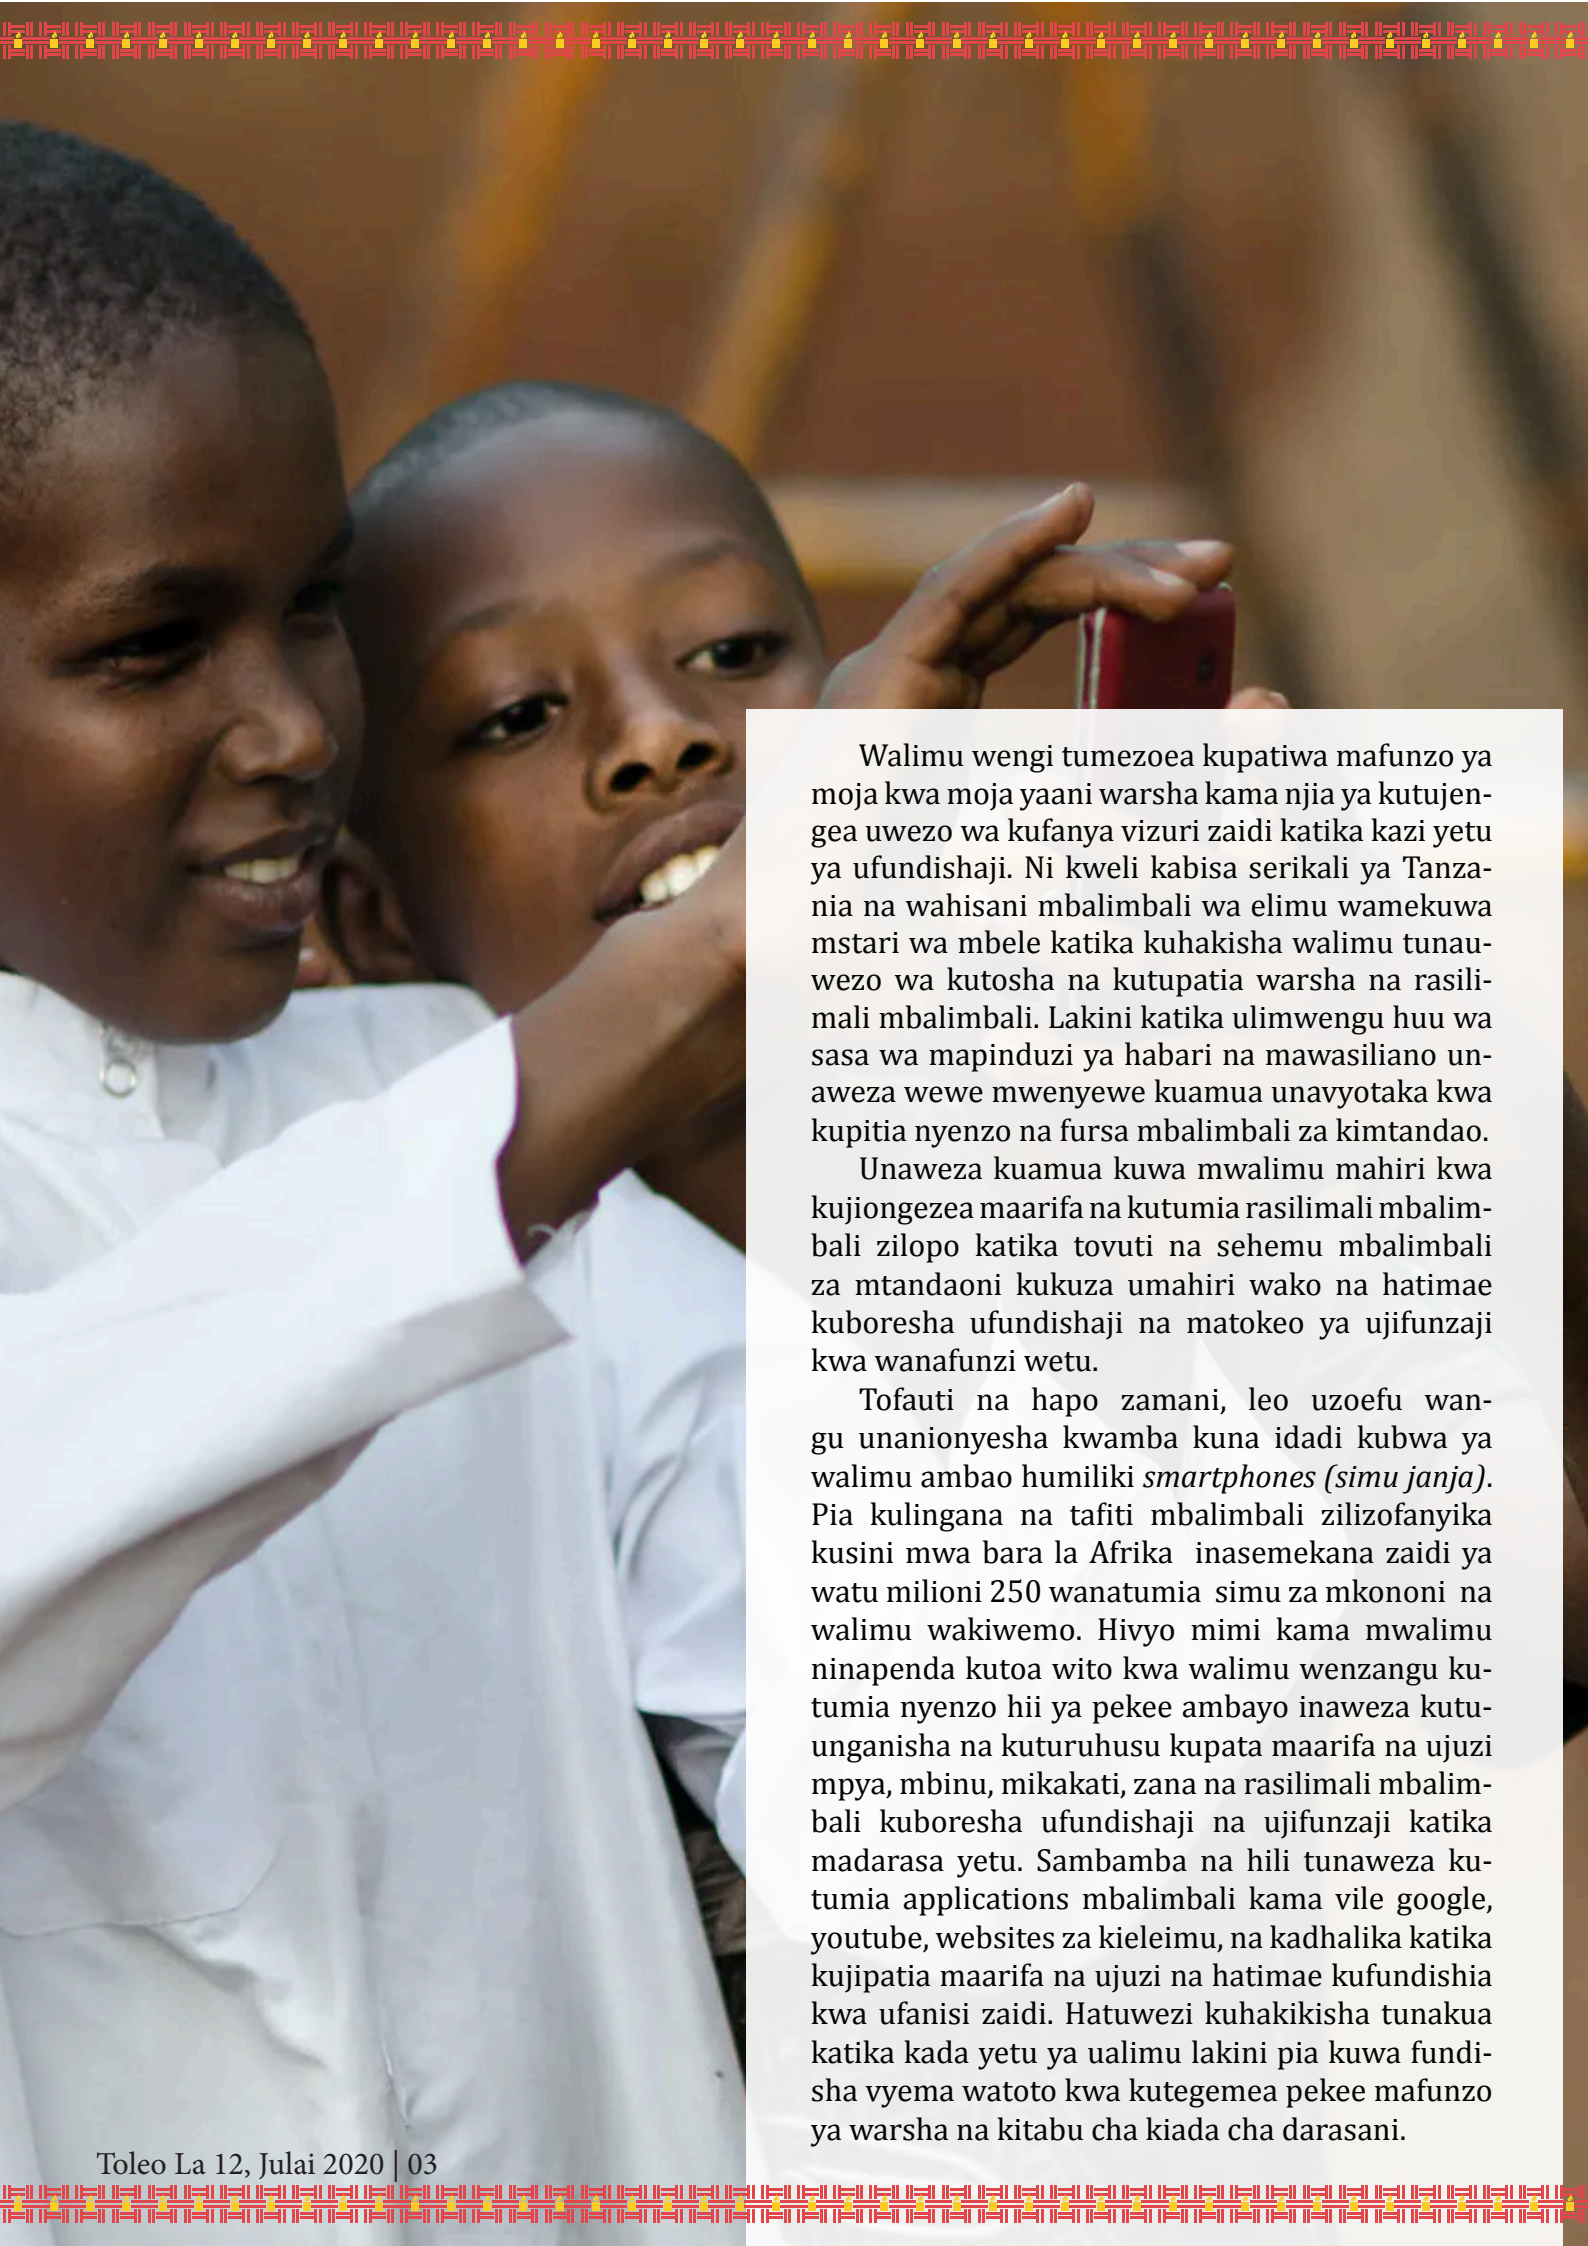 Walimu wengi tumezoea kupatiwa mafunzo ya
moja kwa moja yaani warsha kama njia ya kutujen-
gea uwezo wa kufanya vizuri zaidi katika kazi yetu
ya ufundishaji. Ni kweli kabisa serikali ya Tanza-
nia na wahisani mbalimbali wa elimu wamekuwa
mstari wa mbele katika kuhakisha walimu tunau-
wezo wa kutosha na kutupatia warsha na rasili-
mali mbalimbali. Lakini katika ulimwengu huu wa
sasa wa mapinduzi ya habari na mawasiliano un-
aweza wewe mwenyewe kuamua unavyotaka kwa
kupitia nyenzo na fursa mbalimbali za kimtandao.
Unaweza kuamua kuwa mwalimu mahiri kwa
kujiongezea maarifa na kutumia rasilimali mbalim-
bali zilopo katika tovuti na sehemu mbalimbali
za mtandaoni kukuza umahiri wako na hatimae
kuboresha ufundishaji na matokeo ya ujifunzaji
kwa wanafunzi wetu.
Tofauti na hapo zamani, leo uzoefu wan-
gu unanionyesha kwamba kuna idadi kubwa ya
walimu ambao humiliki smartphones (simu janja).
Pia kulingana na tafiti mbalimbali zilizofanyika
kusini mwa bara la Afrika inasemekana zaidi ya
watu milioni 250 wanatumia simu za mkononi na
walimu wakiwemo. Hivyo mimi kama mwalimu
ninapenda kutoa wito kwa walimu wenzangu ku-
tumia nyenzo hii ya pekee ambayo inaweza kutu-
unganisha na kuturuhusu kupata maarifa na ujuzi
mpya, mbinu, mikakati, zana na rasilimali mbalim-
bali kuboresha ufundishaji na ujifunzaji katika
madarasa yetu. Sambamba na hili tunaweza ku-
tumia applications mbalimbali kama vile google,
youtube, websites za kieleimu, na kadhalika katika
kujipatia maarifa na ujuzi na hatimae kufundishia
kwa ufanisi zaidi. Hatuwezi kuhakikisha tunakua
katika kada yetu ya ualimu lakini pia kuwa fundi-
sha vyema watoto kwa kutegemea pekee mafunzo
ya warsha na kitabu cha kiada cha darasani.
Toleo La 12, Julai 2020 | 03